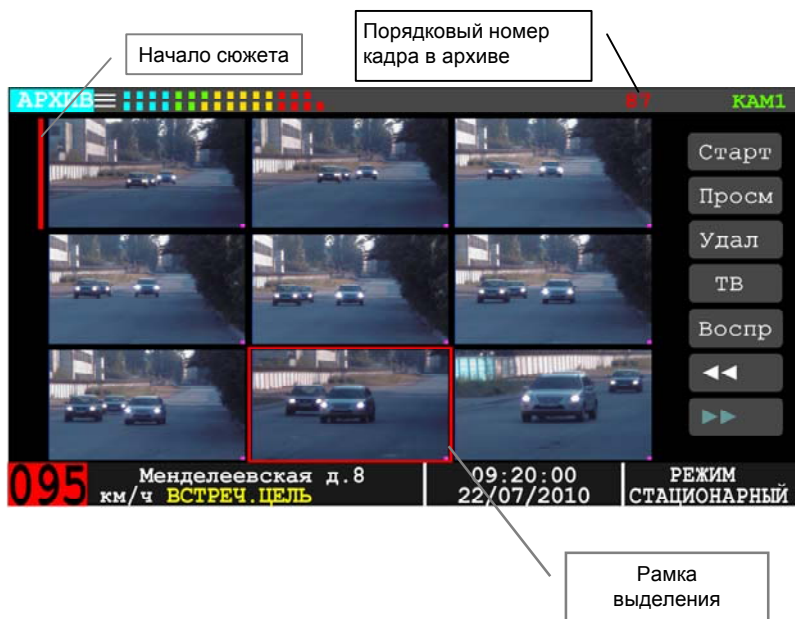 Начало сюжета
Порядковый номер
кадра в архиве
АРХИВ
87
КАМ1
Старт
Просм
Удал
ТВ
Воспр
095
км/ч
Менделеевская д.8
ВСТРЕЧ.ЦЕЛЬ
09:20:00
22/07/2010
РЕЖИМ
СТАЦИОНАРНЫЙ
Рамка
выделения